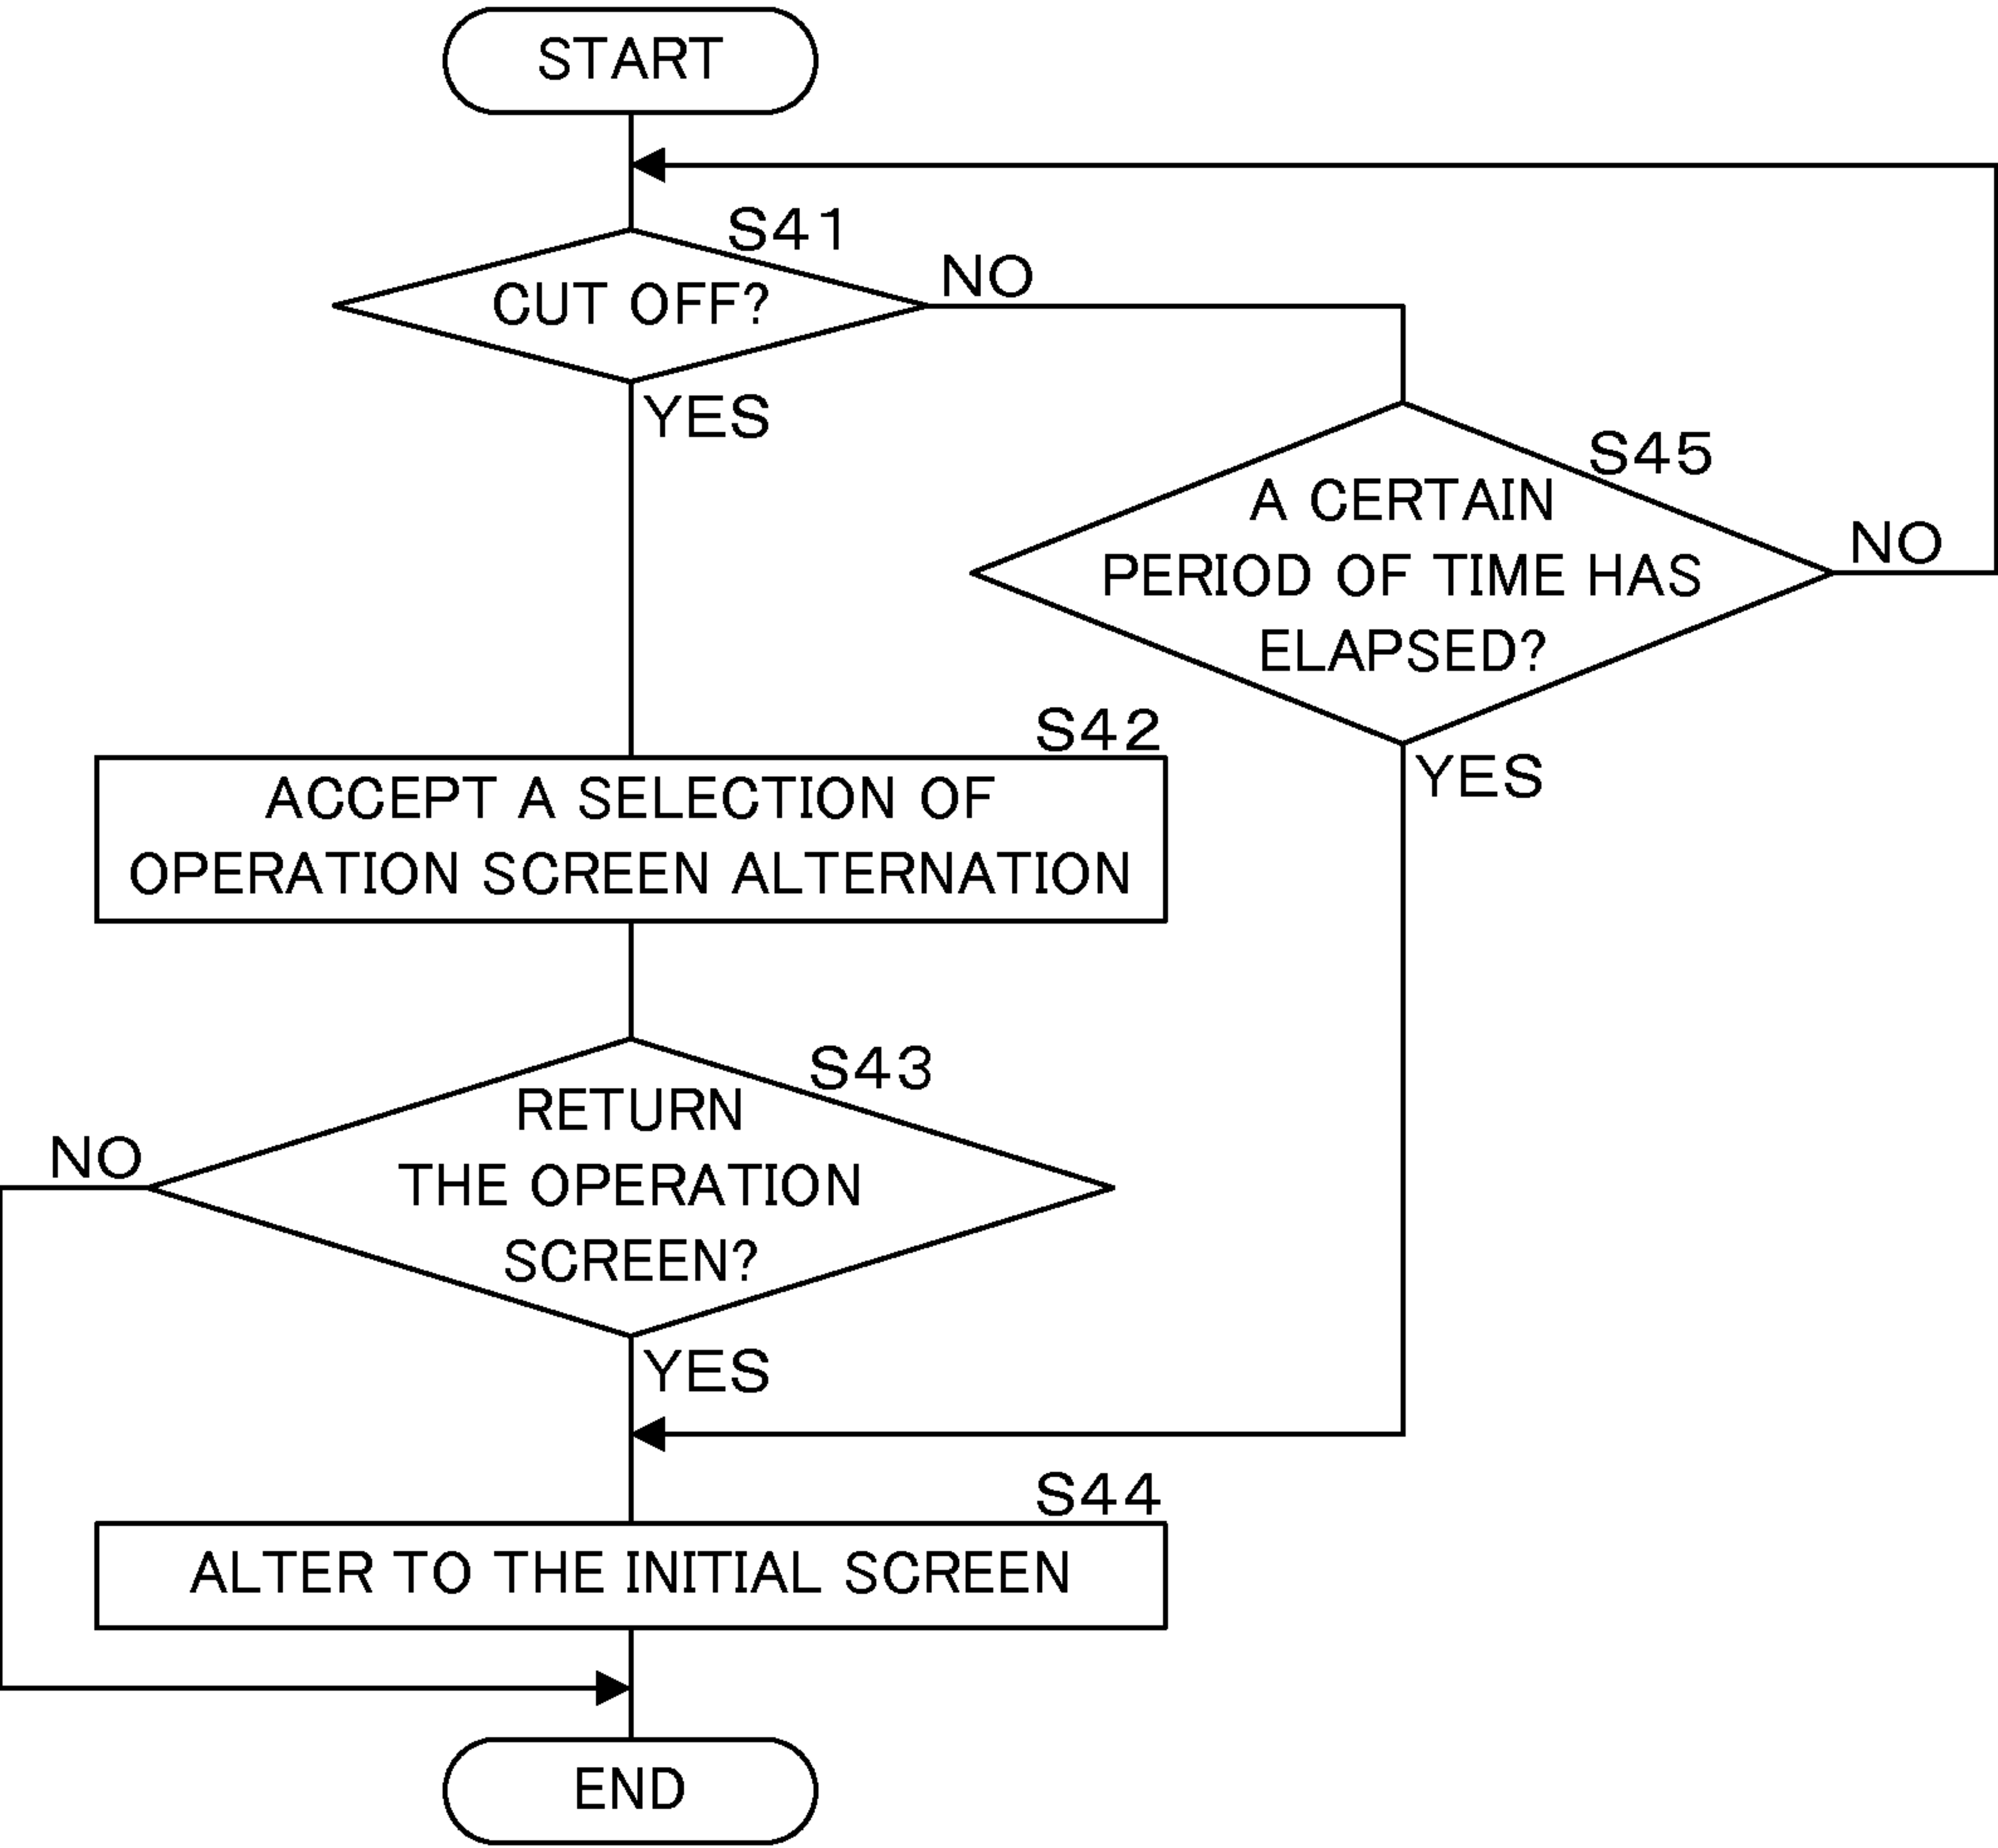 START
S41
CUT OFF?
NO
YES
S45
A CERTAIN
PERIOD OF TIME HAS
ELAPSED?
NO
YES
S42
ACCEPT A SELECTION OF
OPERATION SCREEN ALTERNATION
S43
RETURN
THE OPERATION
SCREEN?
NO
YES
S44
ALTER TO THE INITIAL SCREEN
END